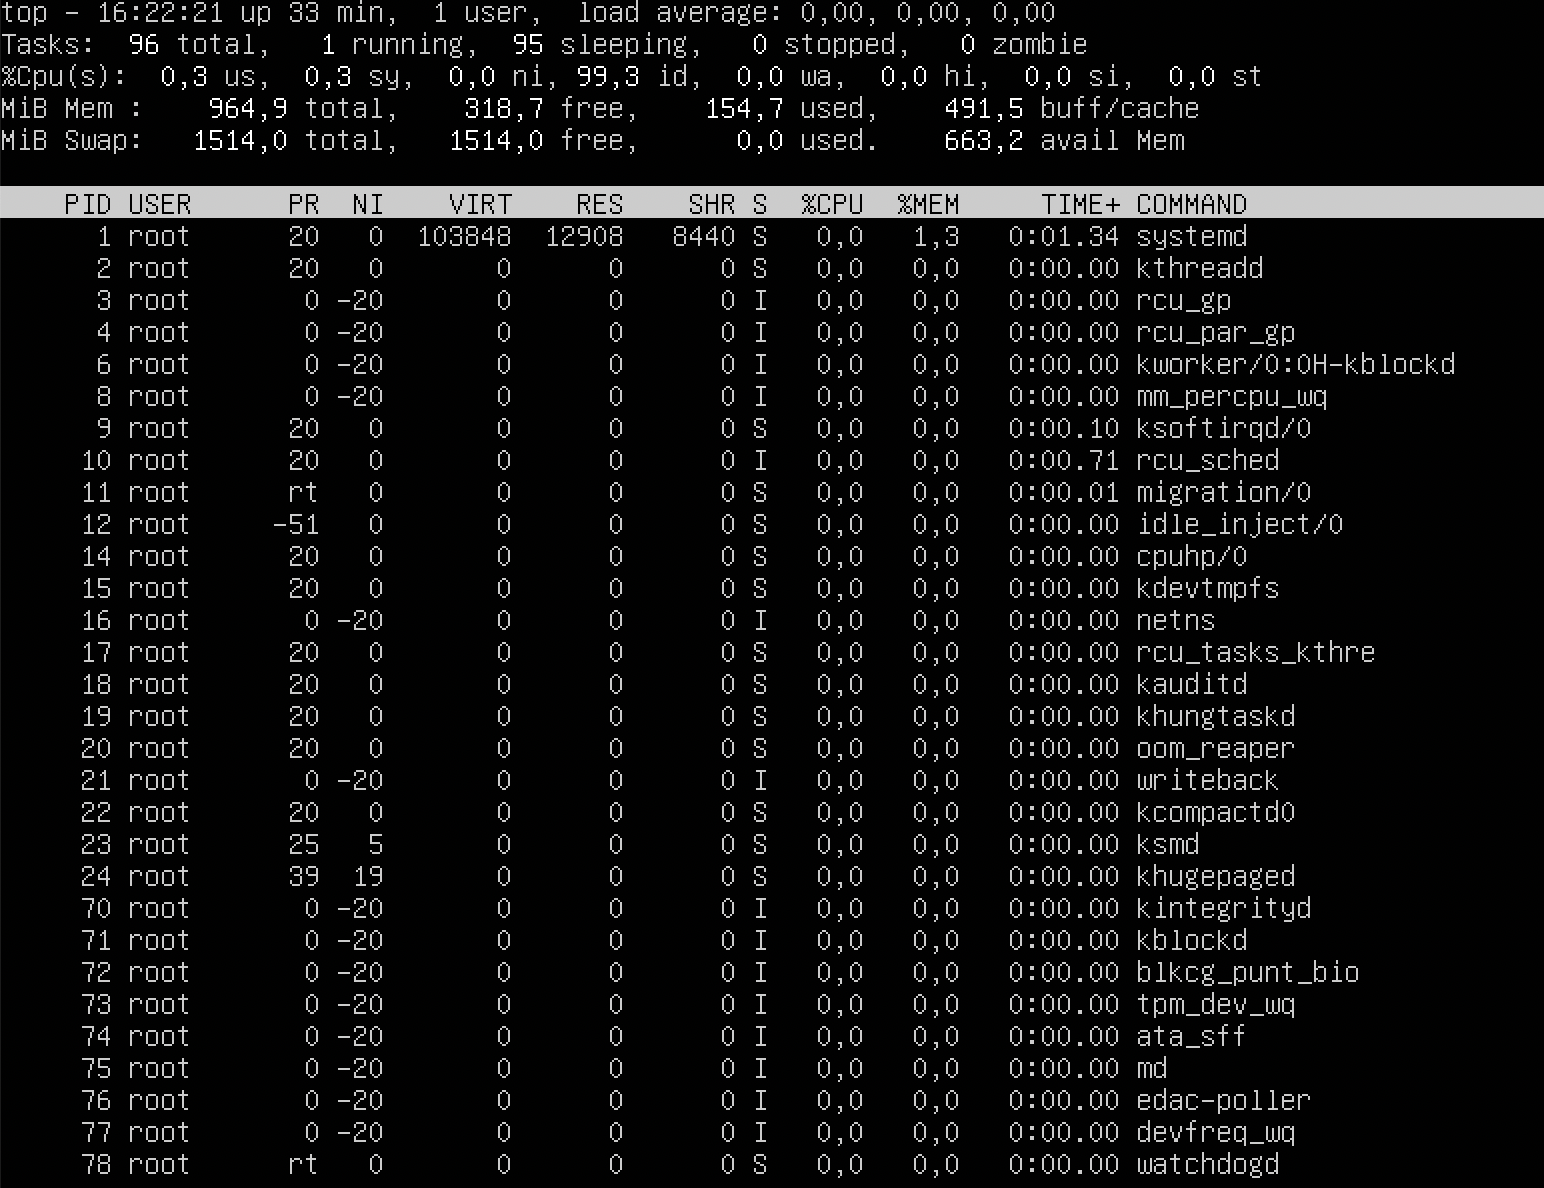 top - 16:22:21 up 33 min,  1 user,  load average: 0,00, 0,00, 0,00
Tasks:  96 total,   1 running,  95 sleeping,   0 stopped,   0 zombie
%Cpu(s):  0,3 us,  0,3 sy,  0,0 ni, 99,3 id,  0,0 wa,  0,0 hi,  0,0 si,  0,0 st
MiB Mem :    964,9 total,    318,7 free,    154,7 used,    491,5 buff/cache
MiB Swap:   1514,0 total,   1514,0 free,      0,0 used.    663,2 avail Mem
    PID USER      PR  NI    VIRT    RES    SHR S  %CPU  %MEM     TIME+ COMMAND
      1 root      20   0  103848  12908   8440 S   0,0   1,3   0:01.34 systemd
      2 root      20   0       0      0      0 S   0,0   0,0   0:00.00 kthreadd
      3 root       0 -20       0      0      0 I   0,0   0,0   0:00.00 rcu_gp
      4 root       0 -20       0      0      0 I   0,0   0,0   0:00.00 rcu_par_gp
      6 root       0 -20       0      0      0 I   0,0   0,0   0:00.00 kworker/0:0H-kblockd
      8 root       0 -20       0      0      0 I   0,0   0,0   0:00.00 mm_percpu_wq
      9 root      20   0       0      0      0 S   0,0   0,0   0:00.10 ksoftirqd/0
     10 root      20   0       0      0      0 I   0,0   0,0   0:00.71 rcu_sched
     11 root      rt   0       0      0      0 S   0,0   0,0   0:00.01 migration/0
     12 root     -51   0       0      0      0 S   0,0   0,0   0:00.00 idle_inject/0
     14 root      20   0       0      0      0 S   0,0   0,0   0:00.00 cpuhp/0
     15 root      20   0       0      0      0 S   0,0   0,0   0:00.00 kdevtmpfs
     16 root       0 -20       0      0      0 I   0,0   0,0   0:00.00 netns
     17 root      20   0       0      0      0 S   0,0   0,0   0:00.00 rcu_tasks_kthre
     18 root      20   0       0      0      0 S   0,0   0,0   0:00.00 kauditd
     19 root      20   0       0      0      0 S   0,0   0,0   0:00.00 khungtaskd
     20 root      20   0       0      0      0 S   0,0   0,0   0:00.00 oom_reaper
     21 root       0 -20       0      0      0 I   0,0   0,0   0:00.00 writeback
     22 root      20   0       0      0      0 S   0,0   0,0   0:00.00 kcompactd0
     23 root      25   5       0      0      0 S   0,0   0,0   0:00.00 ksmd
     24 root      39  19       0      0      0 S   0,0   0,0   0:00.00 khugepaged
     70 root       0 -20       0      0      0 I   0,0   0,0   0:00.00 kintegrityd
     71 root       0 -20       0      0      0 I   0,0   0,0   0:00.00 kblockd
     72 root       0 -20       0      0      0 I   0,0   0,0   0:00.00 blkcg_punt_bio
     73 root       0 -20       0      0      0 I   0,0   0,0   0:00.00 tpm_dev_wq
     74 root       0 -20       0      0      0 I   0,0   0,0   0:00.00 ata_sff
     75 root       0 -20       0      0      0 I   0,0   0,0   0:00.00 md
     76 root       0 -20       0      0      0 I   0,0   0,0   0:00.00 edac-poller
     77 root       0 -20       0      0      0 I   0,0   0,0   0:00.00 devfreq_wq
     78 root      rt   0       0      0      0 S   0,0   0,0   0:00.00 watchdogd